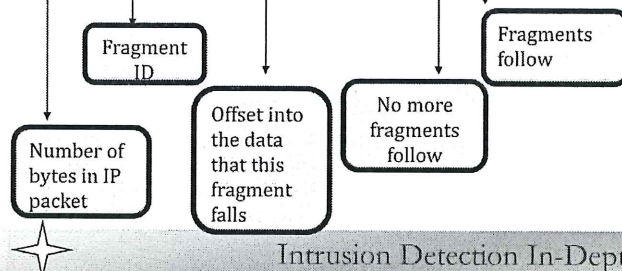 Fragment
ID
Fragments
follow
No more
fragments
follow
Offset into
the data
that this
fragment
falls
Number of
bytes in IP
packet
Intrusion Detection In-Dept